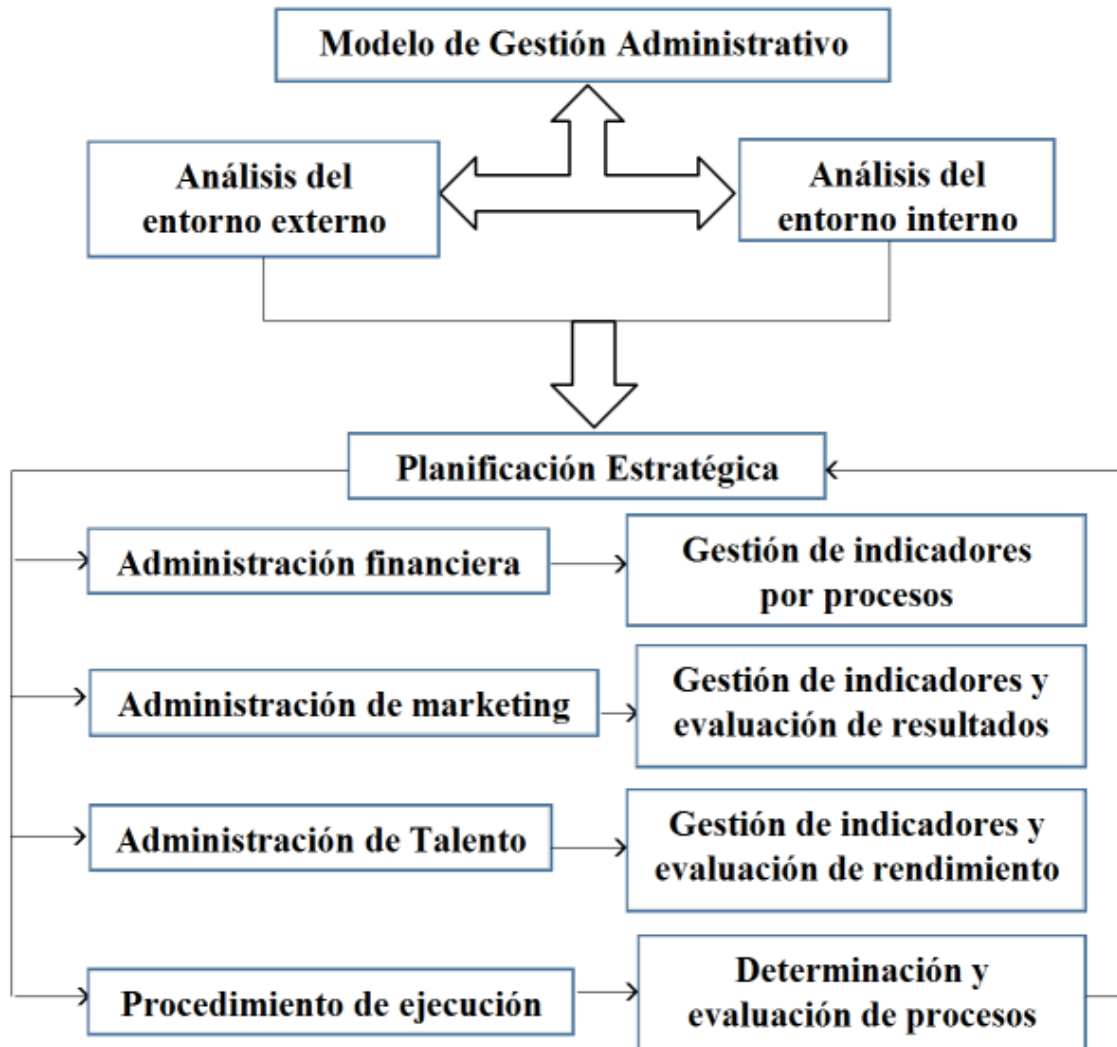 Modelo de Gestión Administrativo
Análisis del
entorno externo
Análisis del
entorno interno
Planificación Estratégica
Administración financiera
Gestión de indicadores
por procesos
Administración de marketing
Gestión de indicadores y
evaluación de resultados
Administración de Talento
Gestión de indicadores y
evaluación de rendimiento
Procedimiento de ejecución
Determinación y
evaluación de procesos